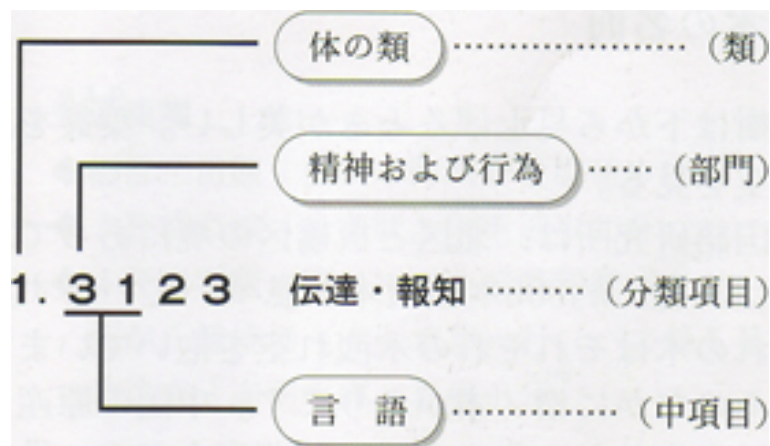 体の類 ……………… (類)
精神および行為 …… (部門)
1. 3 1 2 3 伝達・報知 ……… (分類項目)
言 語 ………… (中項目)